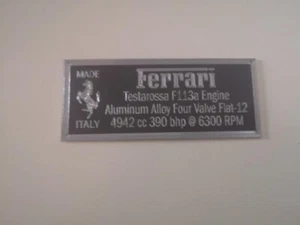 MADE
Ferrari
Testarossa F113a Engine
Aluminum Alloy Four Valve Flat-12
ITALY
4942 cc 390 bhp @ 6300 RPM